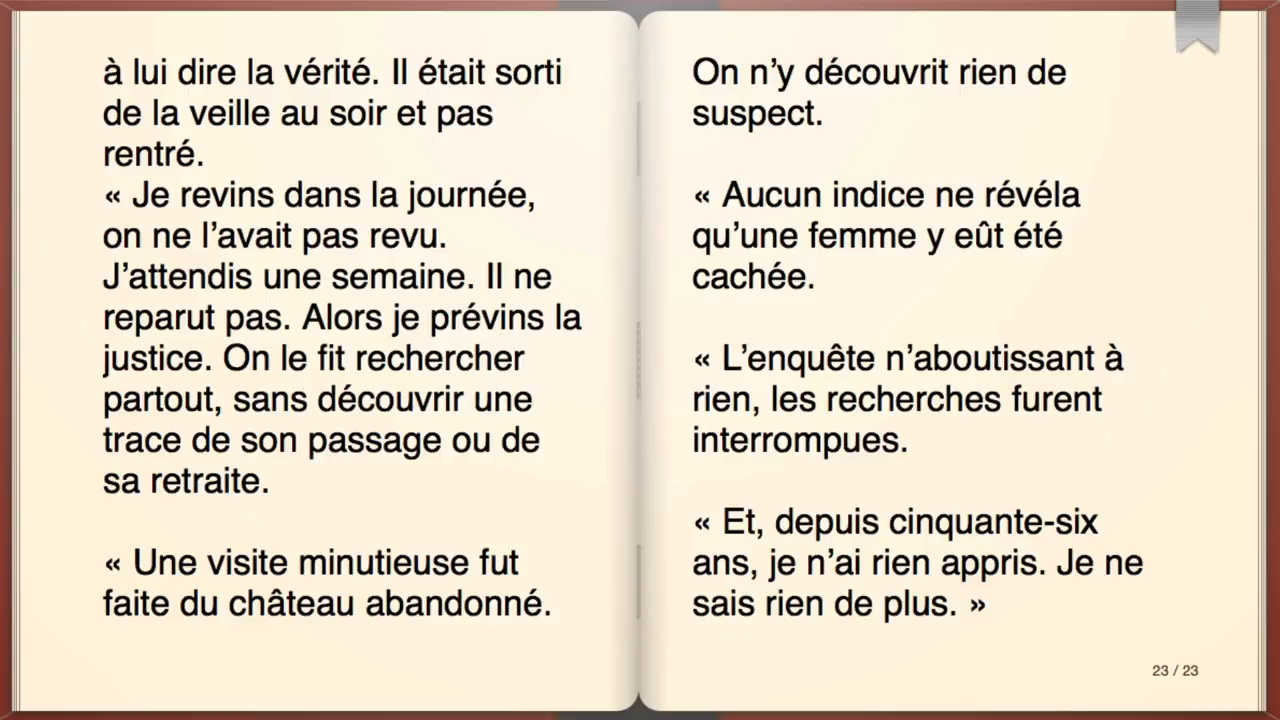 à lui dire la vérité. Il était sorti
de la veille au soir et pas
rentré.
« Je revins dans la journée,
on ne l’avait pas revu.
J’attendis une semaine. Il ne
reparut pas. Alors je prévins la
justice. On le fit rechercher
partout, sans découvrir une
trace de son passage ou de
sa retraite.
« Une visite minutieuse fut
faite du château abandonné.
On n’y découvrit rien de
suspect.
« Aucun indice ne révéla
qu’une femme y eût été
cachée.
« L’enquête n’aboutissant à
rien, les recherches furent
interrompues.
« Et, depuis cinquante-six
ans, je n’ai rien appris. Je ne
sais rien de plus. »
23 / 23